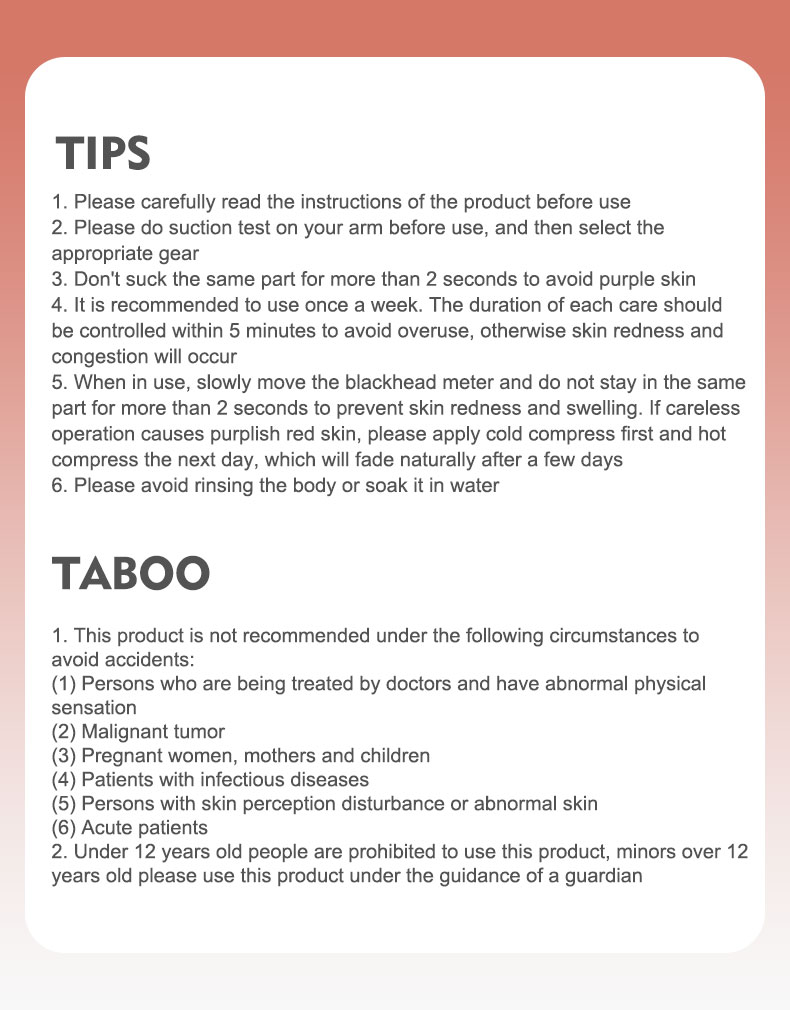 TIPS
1. Please carefully read the instructions of the product before use
2. Please do suction test on your arm before use, and then select the
appropriate gear
3. Don't suck the same part for more than 2 seconds to avoid purple skin
4. It is recommended to use once a week. The duration of each care should
be controlled within 5 minutes to avoid overuse, otherwise skin redness and
congestion will occur
5. When in use, slowly move the blackhead meter and do not stay in the same
part for more than 2 seconds to prevent skin redness and swelling. If careless
operation causes purplish red skin, please apply cold compress first and hot
compress the next day, which will fade naturally after a few days
6. Please avoid rinsing the body or soak it in water
TABOO
1. This product is not recommended under the following circumstances to
avoid accidents:
(1) Persons who are being treated by doctors and have abnormal physical
sensation
(2) Malignant tumor
(3) Pregnant women, mothers and children
(4) Patients with infectious diseases
(5) Persons with skin perception disturbance or abnormal skin
(6) Acute patients
2. Under 12 years old people are prohibited to use this product, minors over 12
years old please use this product under the guidance of a guardian